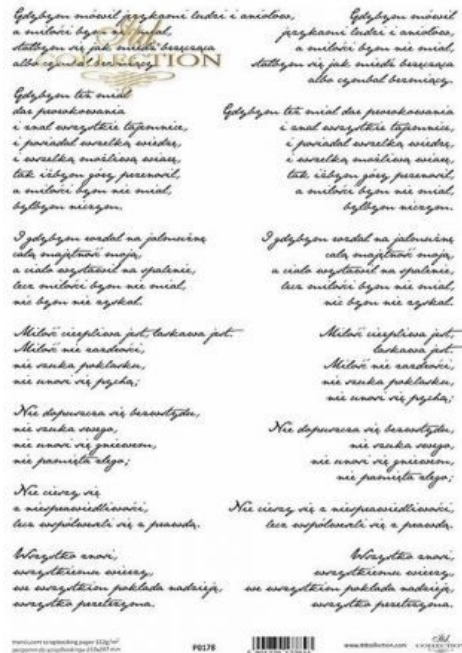 Gdybym mówił językami ludzi i aniołów,
a miłości bym nie miał,
stałbym się jak miedź brzęcząca
albo cymbał brzmiący.
Gdybym też miał
dar prorokowania
i znał wszystkie tajemnice,
i posiadał wszelką wiedzę,
i wszelką możliwą wiarę,
tak iżbym góry przenosił,
a miłości bym nie miał,
byłbym niczym.
I gdybym rozdał na jałmużnę
całą majętność moją,
a ciało wystawił na spalenie,
lecz miłości bym nie miał,
nic bym nie zyskał.
Miłość cierpliwa jest, łaskawa jest.
Miłość nie zazdrości,
nie szuka poklasku,
nie unosi się pychą;
Nie dopuszcza się bezwstydu,
nie szuka swego,
nie unosi się gniewem,
nie pamięta złego;
Nie cieszy się
z niesprawiedliwości,
lecz współweseli się z prawdą.
Wszystko znosi,
wszystkiemu wierzy,
we wszystkim pokłada nadzieję,
wszystko przetrzyma.
Gdybym mówił
językami ludzi i aniołów,
a miłości bym nie miał,
stałbym się jak miedź brzęcząca
albo cymbał brzmiący.
Gdybym też miał dar prorokowania
i znał wszystkie tajemnice,
i posiadał wszelką wiedzę,
i wszelką możliwą wiarę,
tak iżbym góry przenosił,
a miłości bym nie miał,
byłbym niczym.
I gdybym rozdał na jałmużnę
całą majętność moją,
a ciało wystawił na spalenie,
lecz miłości bym nie miał,
nic bym nie zyskał.
Miłość cierpliwa jest,
łaskawa jest.
Miłość nie zazdrości,
nie szuka poklasku,
nie unosi się pychą;
Nie dopuszcza się bezwstydu,
nie szuka swego,
nie unosi się gniewem,
nie pamięta złego;
Nie cieszy się z niesprawiedliwości,
lecz współweseli się z prawdą.
Wszystko znosi,
wszystkiemu wierzy,
we wszystkim pokłada nadzieję,
wszystko przetrzyma.
ITD.
COLLECTION
scrapbooking paper
P0178
www.itdcollection.com
ITD.
COLLECTION